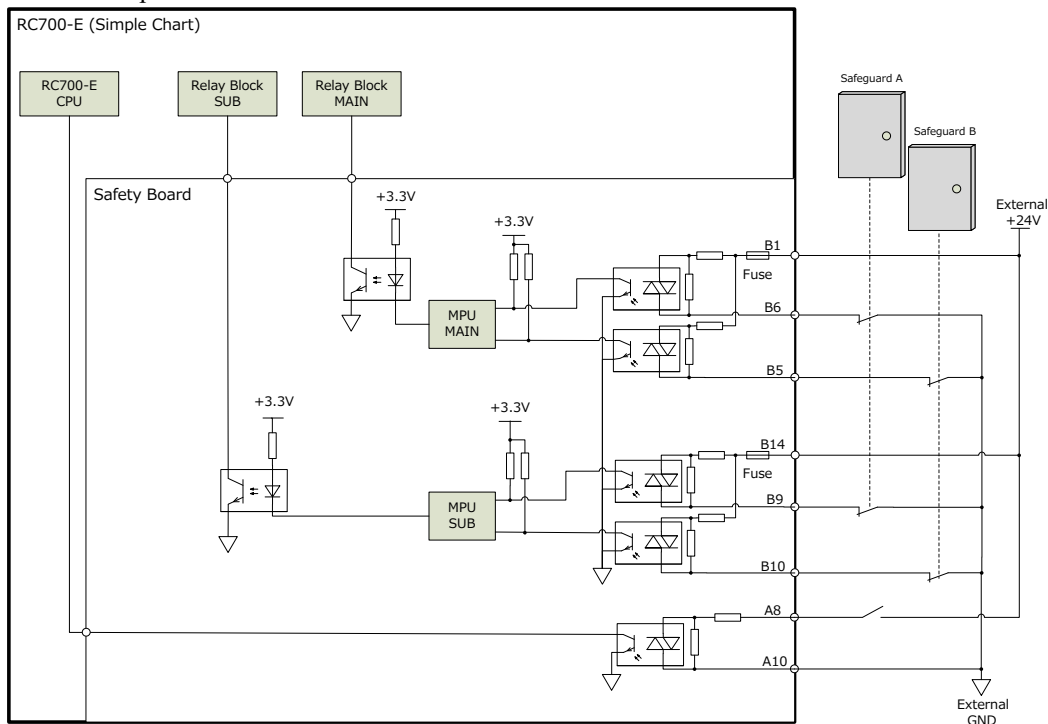 RC700-E (Simple Chart)
RC700-E
CPU
Relay Block
SUB
Relay Block
MAIN
Safeguard A
Safeguard B
Safety Board
+3.3V
+3.3V
External
+24V
B1
Fuse
MPU
MAIN
B6
B5
+3.3V
+3.3V
B14
Fuse
MPU
SUB
B9
B10
A8
A10
External
GND